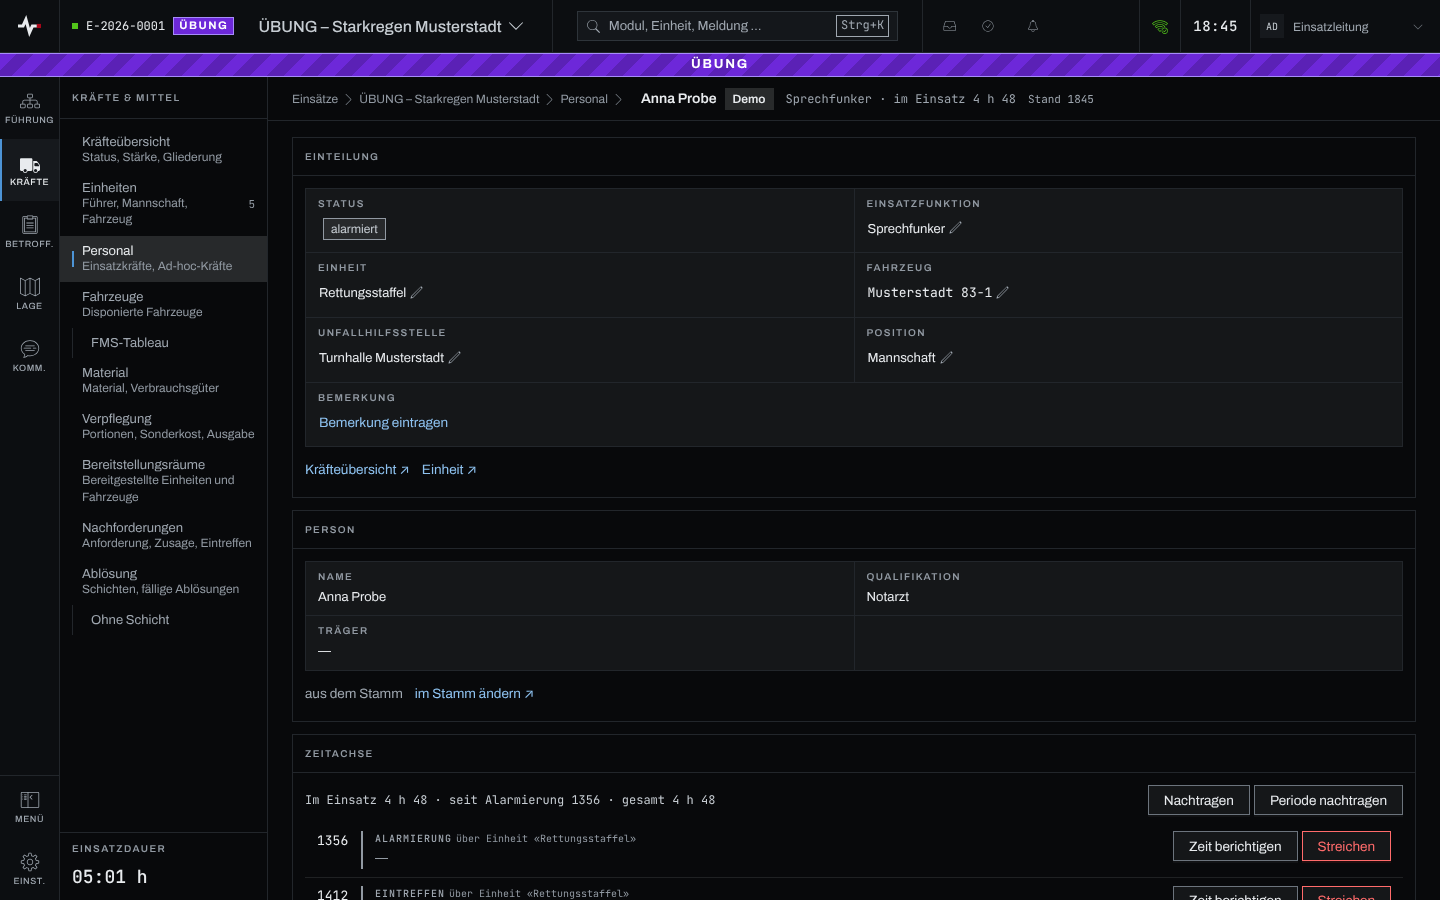 E-2026-0001 ÜBUNG ÜBUNG – Starkregen Musterstadt Modul, Einheit, Meldung ... Strg+K 18:45 AD Einsatzleitung
ÜBUNG
FÜHRUNG
KRÄFTE
BETROFF.
LAGE
KOMM.
MENÜ
EINST.
KRÄFTE & MITTEL
Kräfteübersicht
Status, Stärke, Gliederung
Einheiten
Führer, Mannschaft,
Fahrzeug
5
Personal
Einsatzkräfte, Ad-hoc-Kräfte
Fahrzeuge
Disponierte Fahrzeuge
FMS-Tableau
Material
Material, Verbrauchsgüter
Verpflegung
Portionen, Sonderkost, Ausgabe
Bereitstellungsräume
Bereitgestellte Einheiten und
Fahrzeuge
Nachforderungen
Anforderung, Zusage, Eintreffen
Ablösung
Schichten, fällige Ablösungen
Ohne Schicht
EINSATZDAUER
05:01 h
Einsätze ÜBUNG – Starkregen Musterstadt Personal Anna Probe Demo Sprechfunker · im Einsatz 4 h 48 Stand 1845
EINTEILUNG
STATUS
alarmiert
EINSATZFUNKTION
Sprechfunker
EINHEIT
Rettungsstaffel
FAHRZEUG
Musterstadt 83-1
UNFALLHILFSSTELLE
Turnhalle Musterstadt
POSITION
Mannschaft
BEMERKUNG
Bemerkung eintragen
Kräfteübersicht ↗ Einheit ↗
PERSON
NAME
Anna Probe
QUALIFIKATION
Notarzt
TRÄGER
—
aus dem Stamm im Stamm ändern ↗
ZEITACHSE
Im Einsatz 4 h 48 · seit Alarmierung 1356 · gesamt 4 h 48 Nachtragen Periode nachtragen
1356 ALARMIERUNG über Einheit «Rettungsstaffel»
—
Zeit berichtigen Streichen
1412 EINTREFFEN über Einheit «Rettungsstaffel»
Zeit berichtigen Streichen